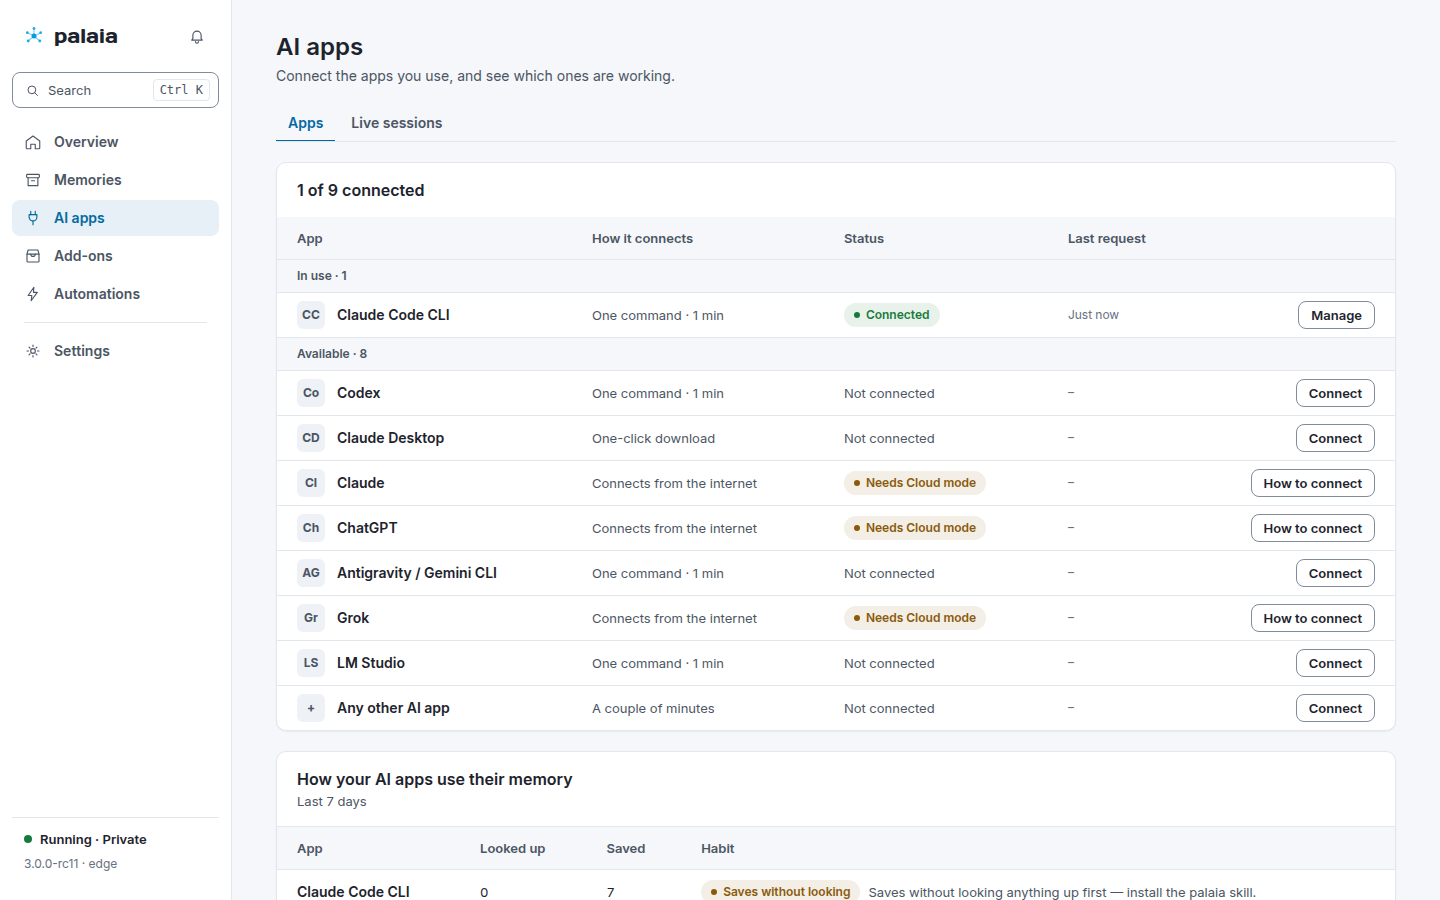 palaia
Search Ctrl K
Overview
Memories
AI apps
Add-ons
Automations
Settings
Running · Private
3.0.0-rc11 · edge
AI apps
Connect the apps you use, and see which ones are working.
Apps Live sessions
1 of 9 connected
App How it connects Status Last request
In use · 1
CC Claude Code CLI One command · 1 min Connected Just now Manage
Available · 8
Co Codex One command · 1 min Not connected – Connect
CD Claude Desktop One-click download Not connected – Connect
Cl Claude Connects from the internet Needs Cloud mode – How to connect
Ch ChatGPT Connects from the internet Needs Cloud mode – How to connect
AG Antigravity / Gemini CLI One command · 1 min Not connected – Connect
Gr Grok Connects from the internet Needs Cloud mode – How to connect
LS LM Studio One command · 1 min Not connected – Connect
+ Any other AI app A couple of minutes Not connected – Connect
How your AI apps use their memory
Last 7 days
App Looked up Saved Habit
Claude Code CLI 0 7 Saves without looking Saves without looking anything up first — install the palaia skill.